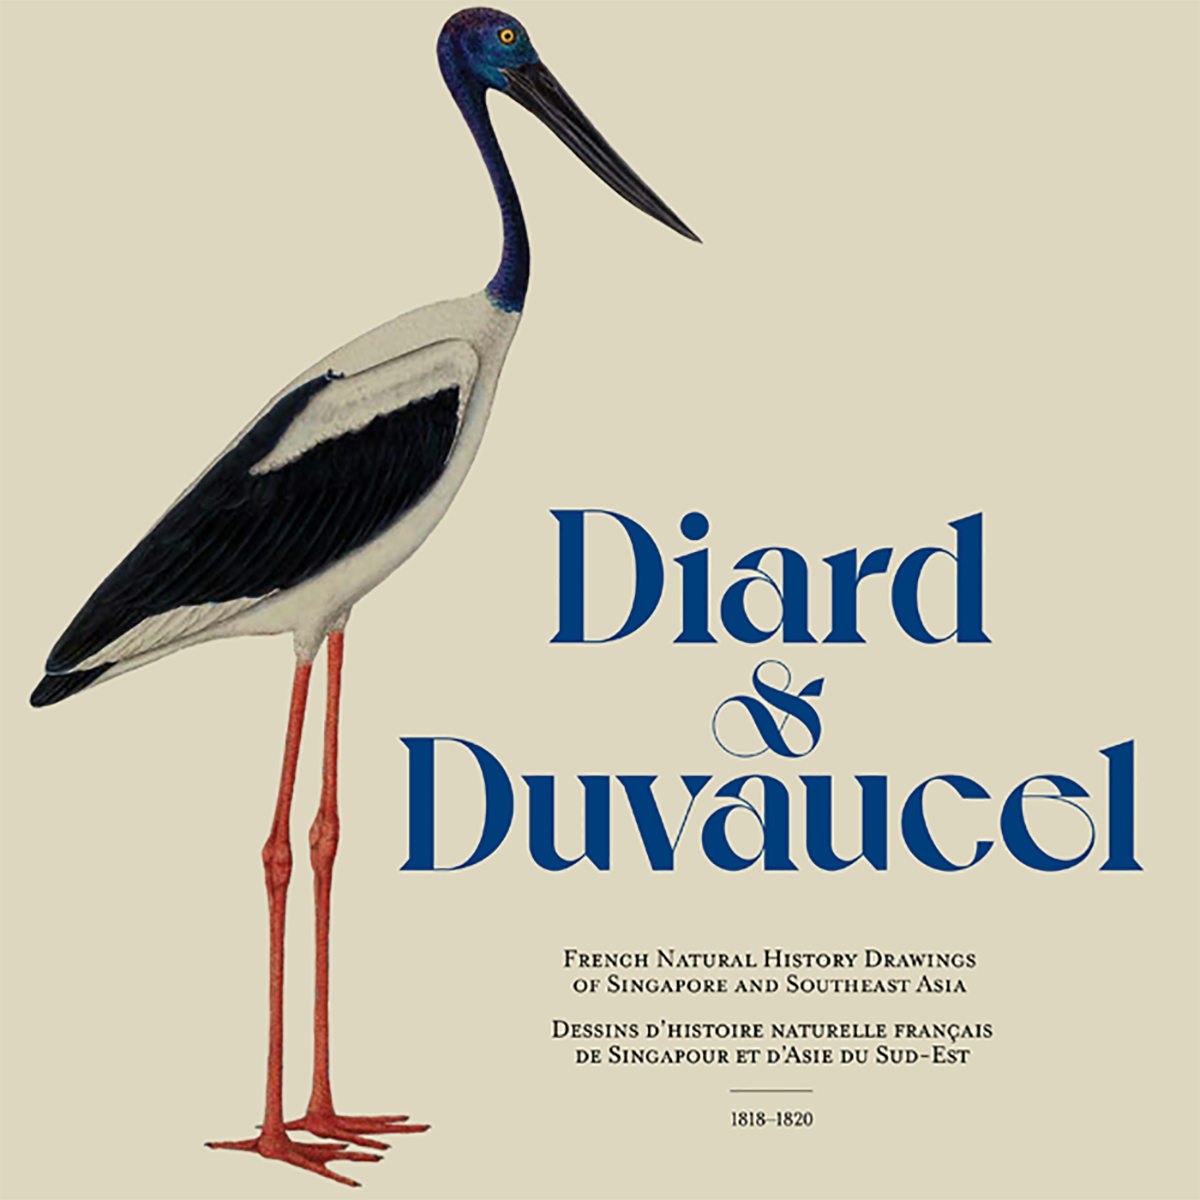 Diard
&
Duvaucel
French Natural History Drawings
of Singapore and Southeast Asia
Dessins d'histoire naturelle français
de Singapour et d'Asie du Sud-Est
1818–1820